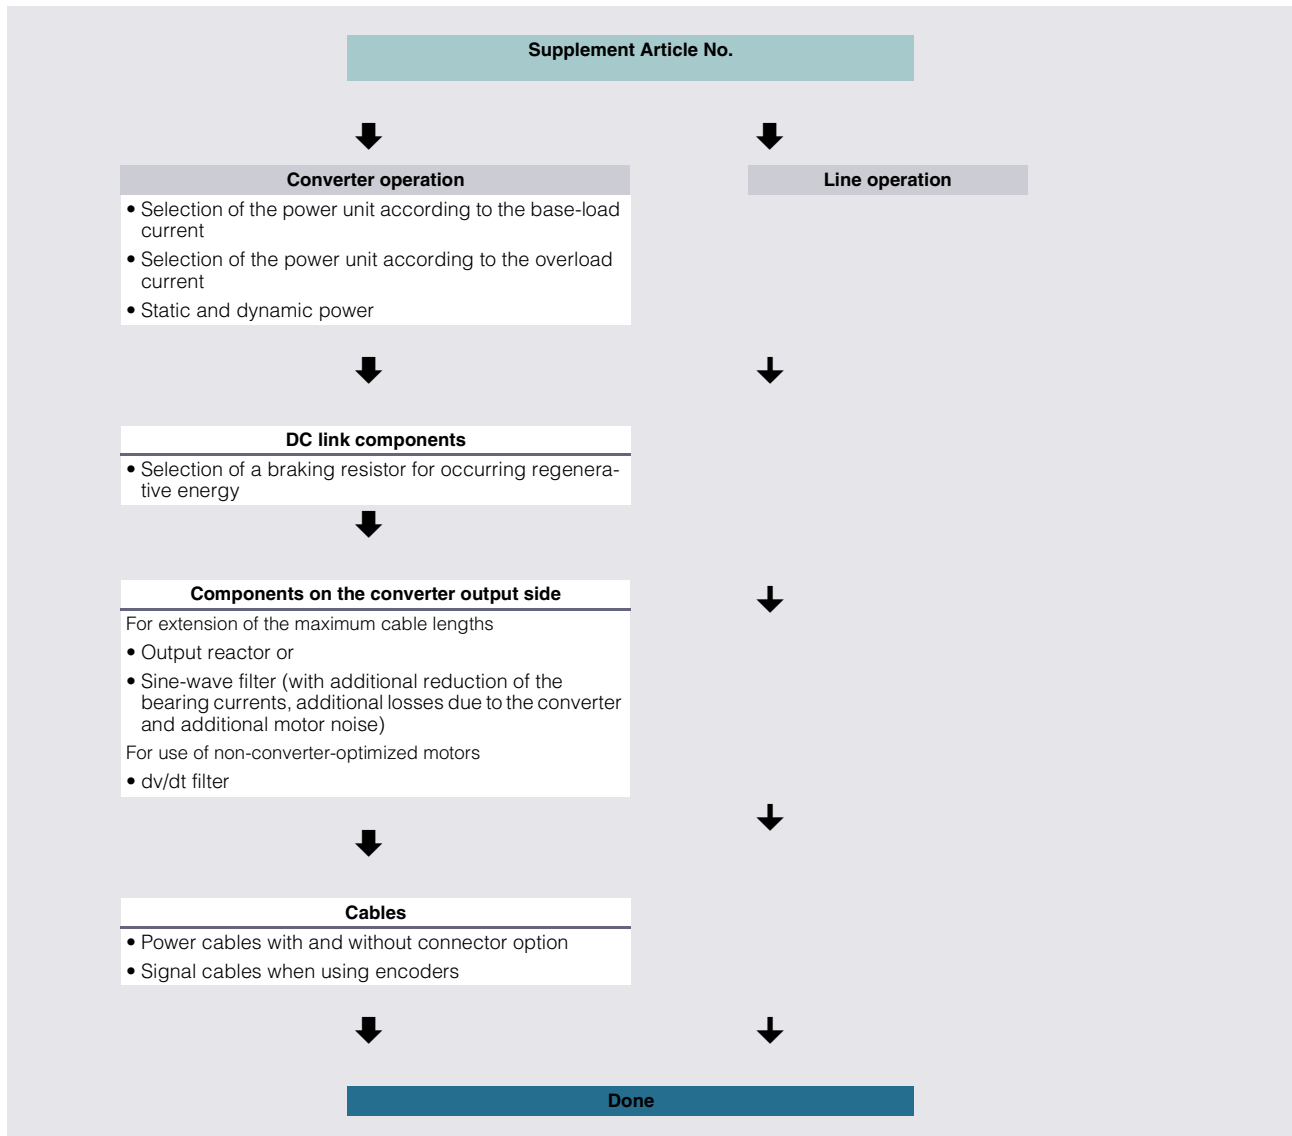 Supplement Article No.
Converter operation
Line operation
• Selection of the power unit according to the base-load
current
• Selection of the power unit according to the overload
current
• Static and dynamic power
DC link components
• Selection of a braking resistor for occurring regenera-
tive energy
Components on the converter output side
For extension of the maximum cable lengths
• Output reactor or
• Sine-wave filter (with additional reduction of the
bearing currents, additional losses due to the converter
and additional motor noise)
For use of non-converter-optimized motors
• dv/dt filter
Cables
• Power cables with and without connector option
• Signal cables when using encoders
Done